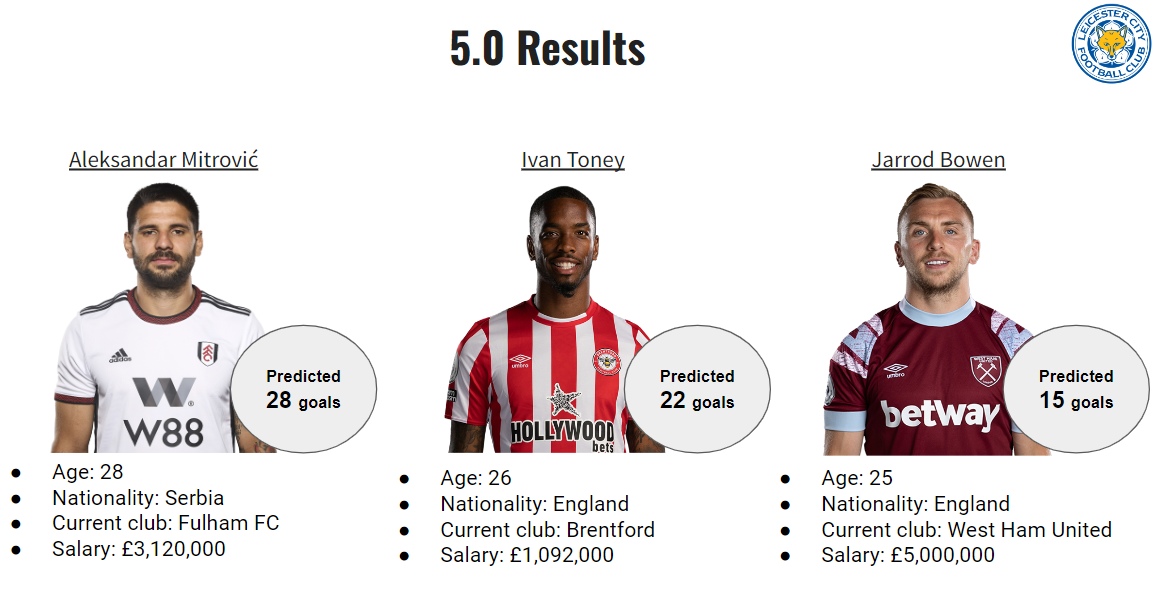 5.0 Results
LEICESTER CITY
FOOTBALL CLUB
Aleksandar Mitrović
Ivan Toney
Jarrod Bowen
adidas
W88
Predicted
28 goals
umbro
HOLLYWOOD
bets
Predicted
22 goals
umbro
WEST HAM
betway
Predicted
15 goals
● Age: 28
● Nationality: Serbia
● Current club: Fulham FC
● Salary: £3,120,000
● Age: 26
● Nationality: England
● Current club: Brentford
● Salary: £1,092,000
● Age: 25
● Nationality: England
● Current club: West Ham United
● Salary: £5,000,000